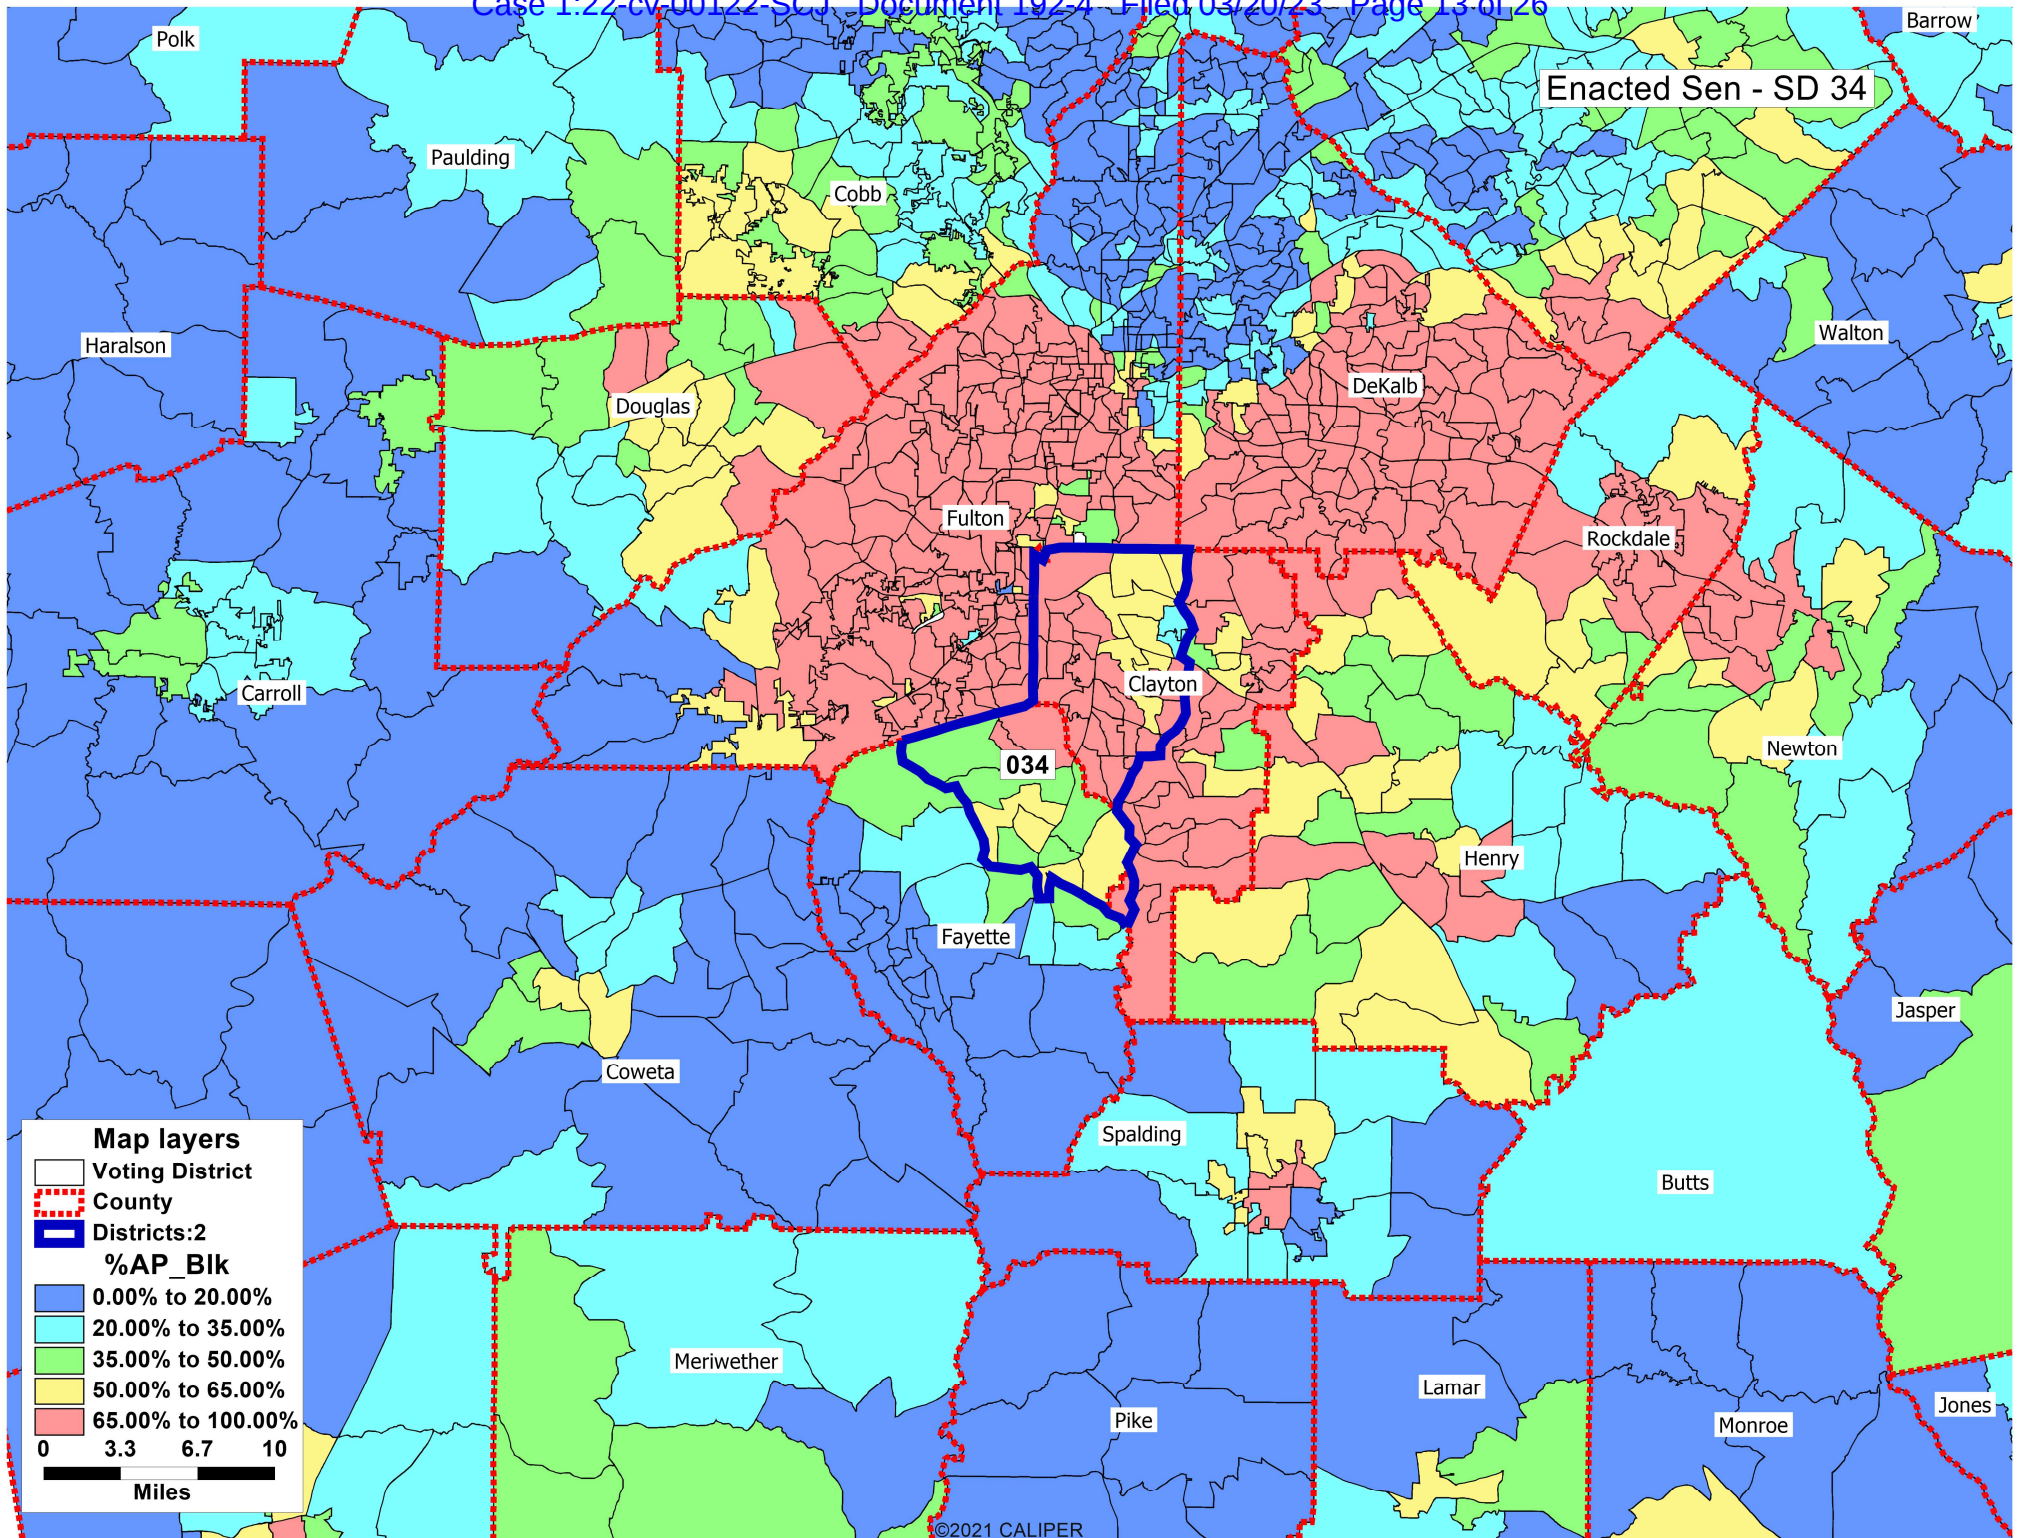 Case 1:22-cv-00122-SCJ Document 192-4 Filed 03/20/23 Page 13 of 26
Polk
Barrow
Enacted Sen - SD 34
Paulding
Cobb
Haralson
Walton
DeKalb
Douglas
Fulton
Rockdale
Carroll
Clayton
Newton
034
Henry
Fayette
Jasper
Coweta
Spalding
Butts
Meriwether
Lamar
Jones
Pike
Monroe
Map layers
Voting District
County
Districts:2
%AP_Blk
0.00% to 20.00%
20.00% to 35.00%
35.00% to 50.00%
50.00% to 65.00%
65.00% to 100.00%
0 3.3 6.7 10
Miles
©2021 CALIPER